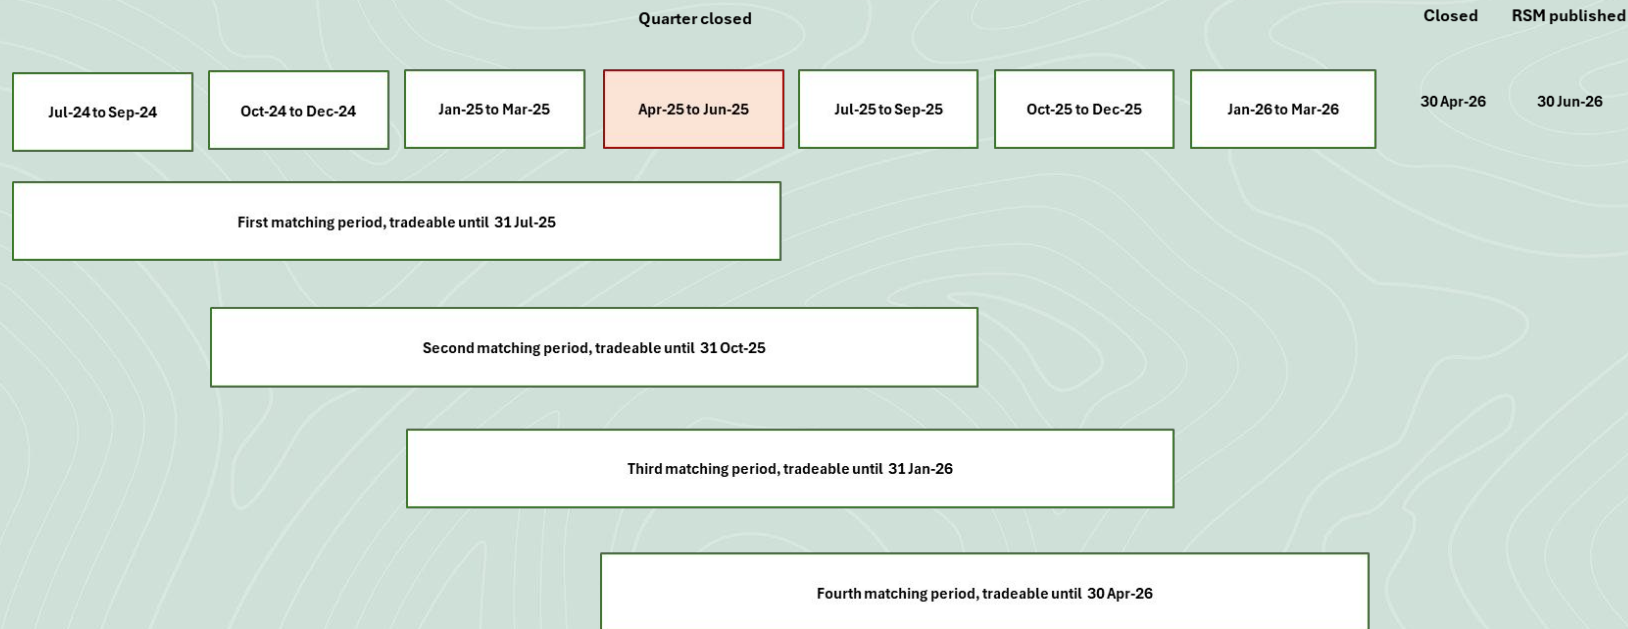 Quarter closed
Closed
RSM published
Jul-24 to Sep-24
Oct-24 to Dec-24
Jan-25 to Mar-25
Apr-25 to Jun-25
Jul-25 to Sep-25
Oct-25 to Dec-25
Jan-26 to Mar-26
30 Apr-26
30 Jun-26
First matching period, tradeable until 31 Jul-25
Second matching period, tradeable until 31 Oct-25
Third matching period, tradeable until 31 Jan-26
Fourth matching period, tradeable until 30 Apr-26